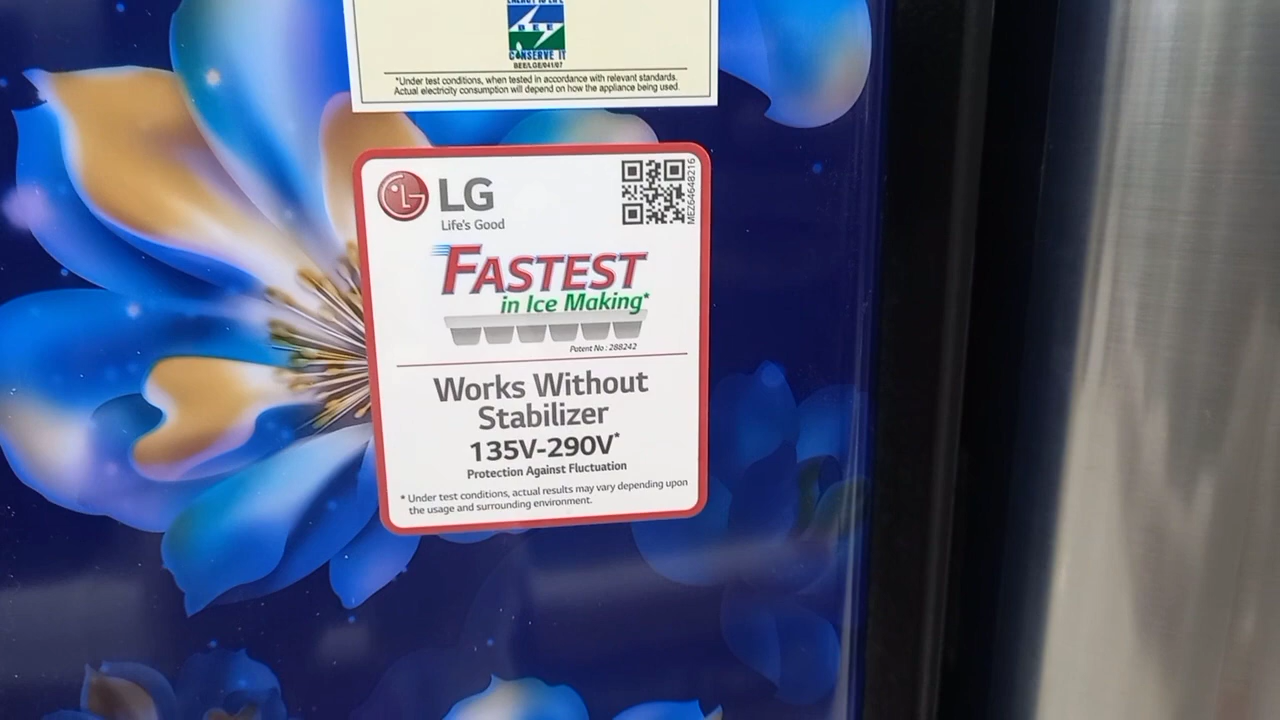 BEE
CONSERVE IT
*Under test conditions, when tested in accordance with relevant standards.
Actual electricity consumption will depend on how the appliance being used.
LG
Life's Good
MEZ64648216
FASTEST
in Ice Making*
Patent No : 288242
Works Without
Stabilizer
135V-290V*
Protection Against Fluctuation
* Under test conditions, actual results may vary depending upon
the usage and surrounding environment.